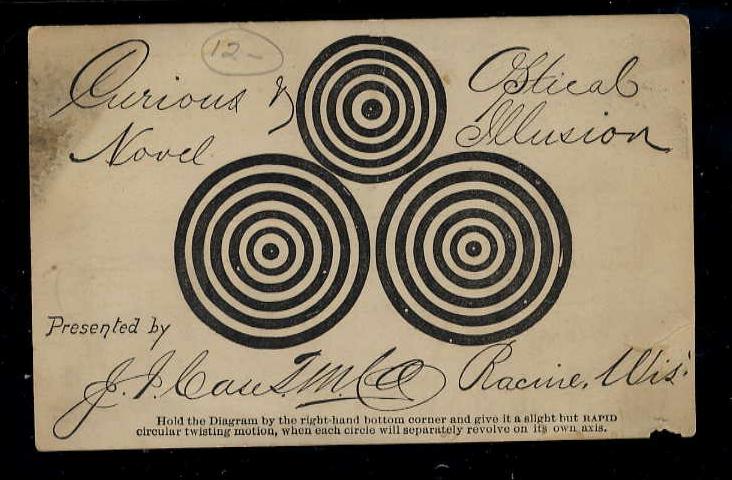 12-
Curious & Optical
Novel Illusion
Presented by
J. I. Case T. M. Co Racine, Wis.
Hold the Diagram by the right-hand bottom corner and give it a slight but RAPID
circular twisting motion, when each circle will separately revolve on its own axis.